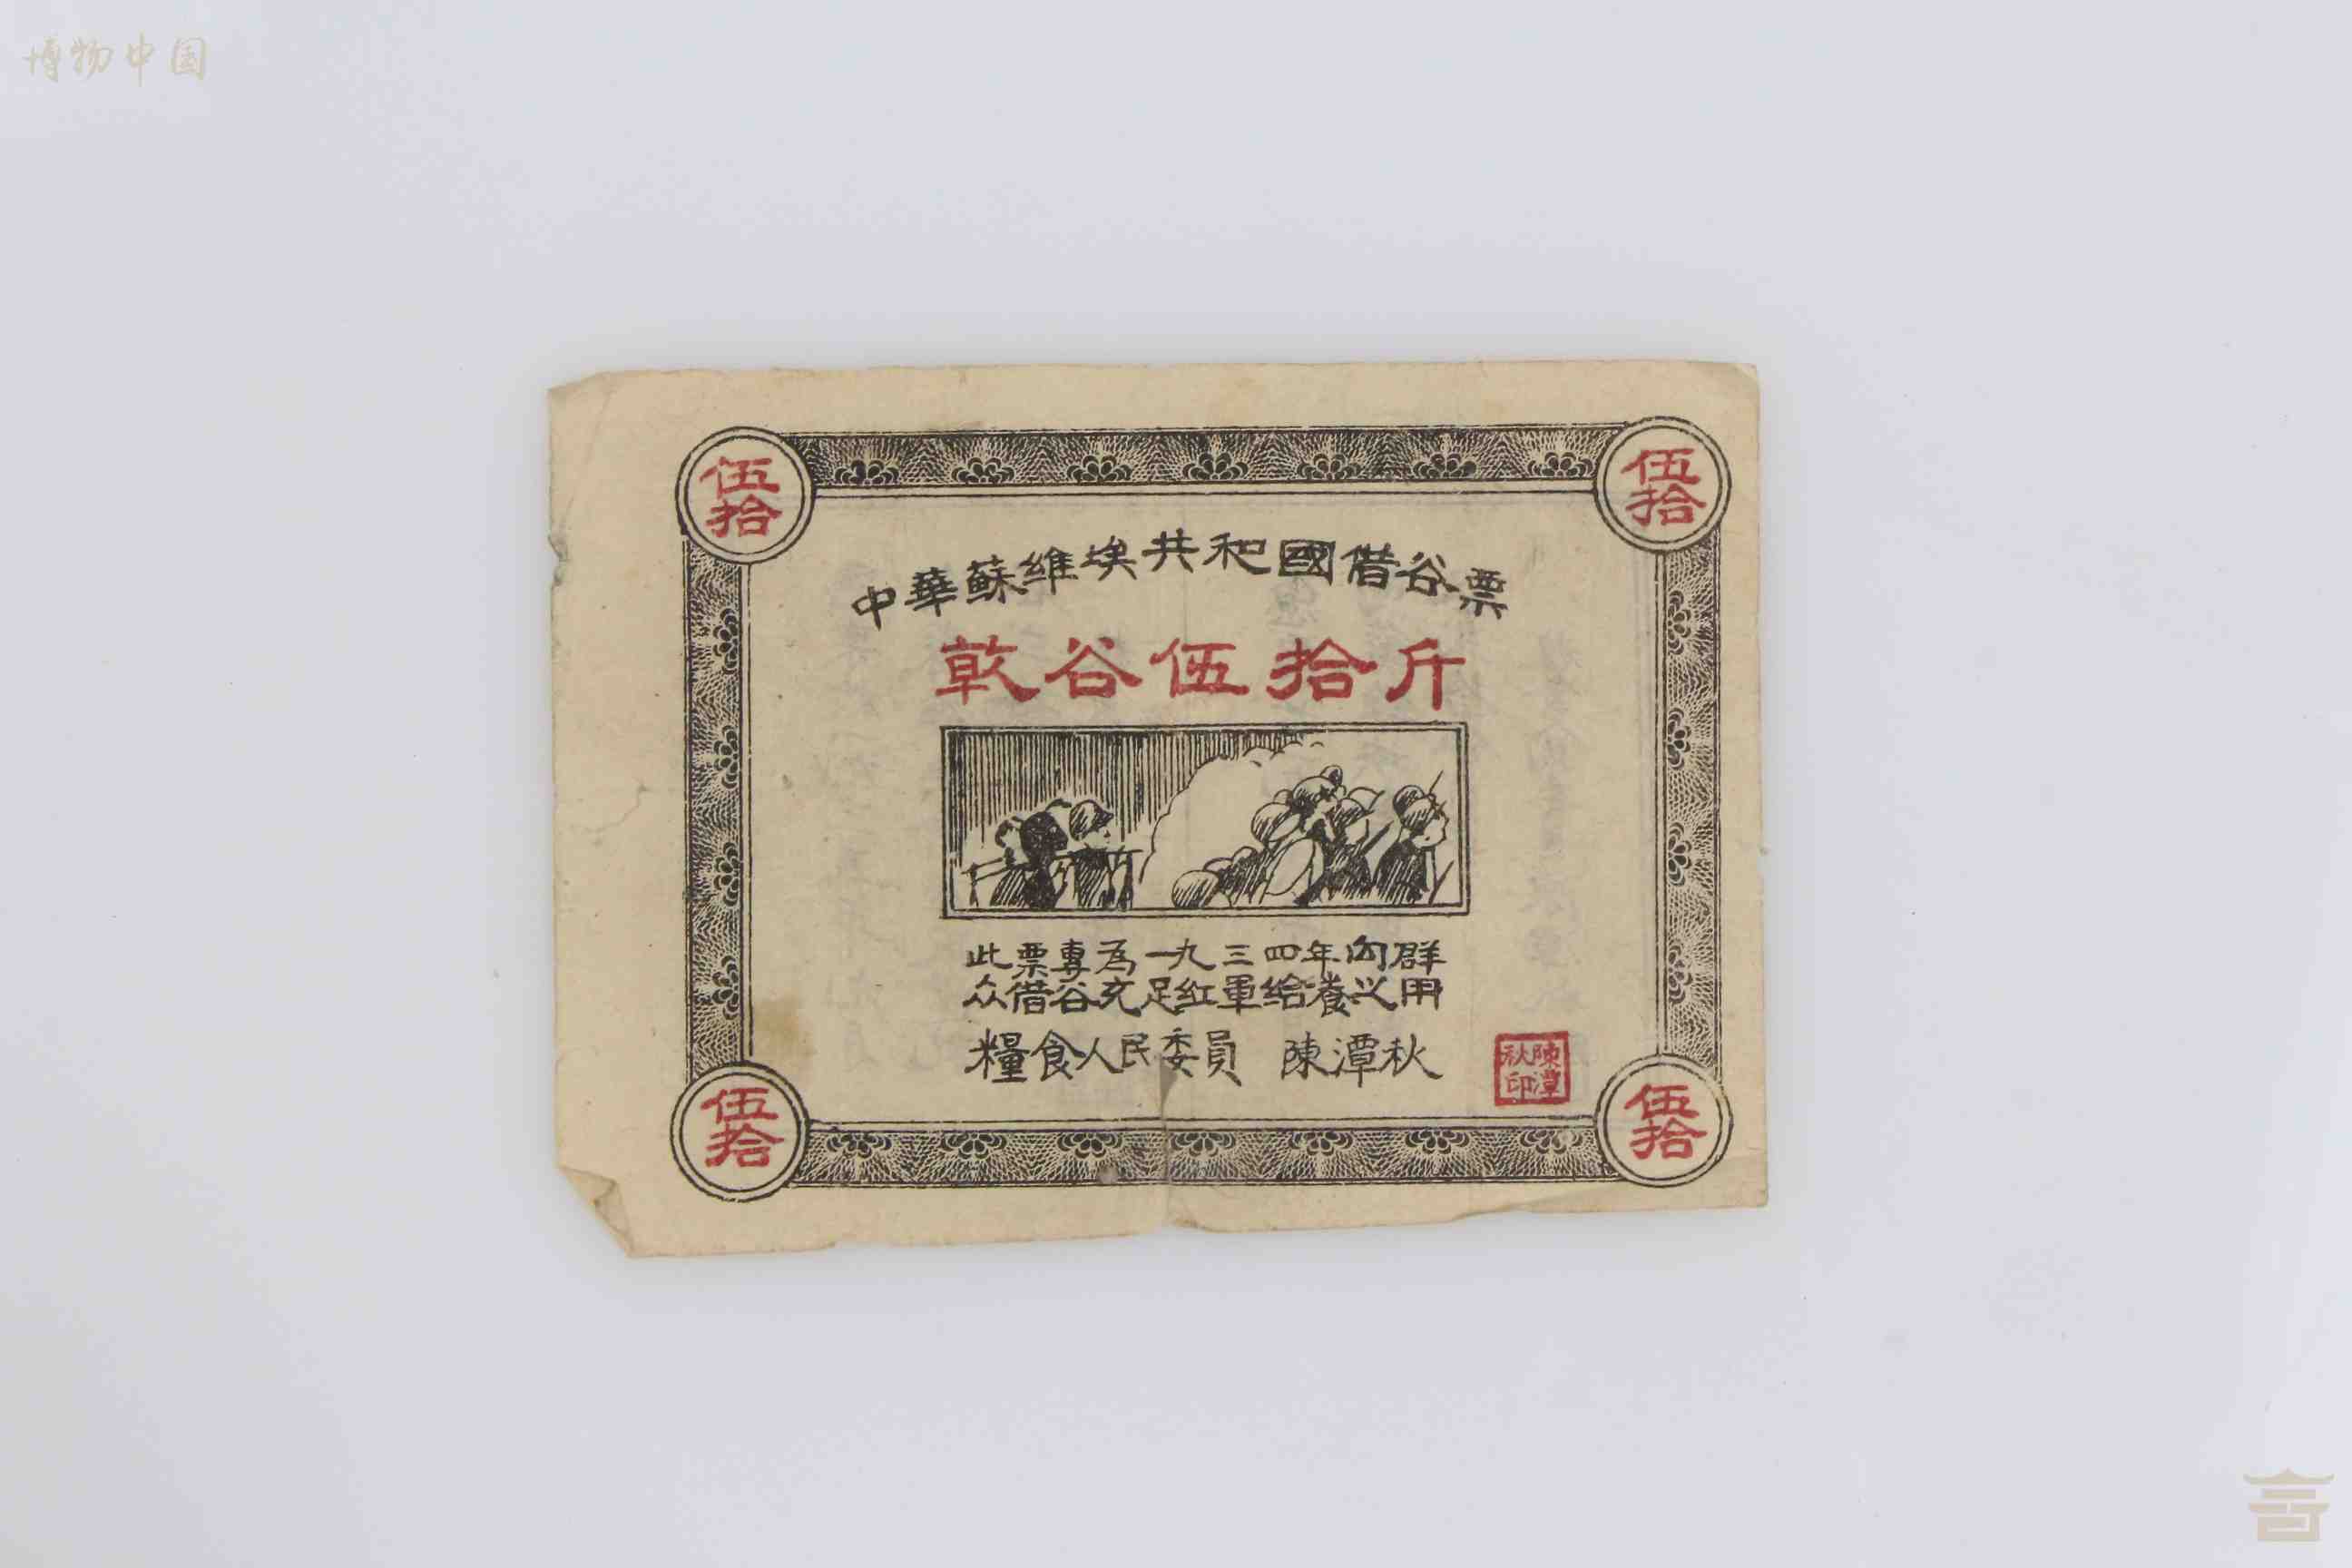 博物中国
伍拾
伍拾
中華蘇維埃共和國借谷票
乾谷伍拾斤
此票專為一九三四年向群
众借谷充足红軍给養之用
糧食人民委員 陳潭秋
陳潭秋印
伍拾
伍拾